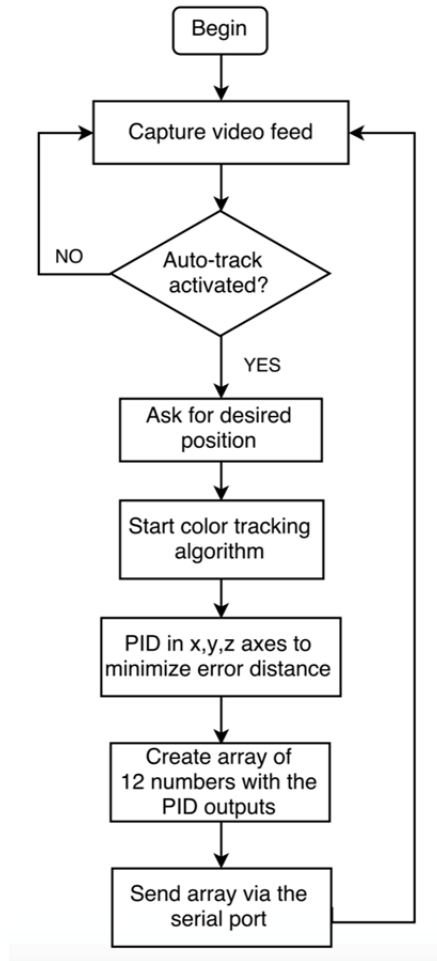 Begin
Capture video feed
Auto-track
activated?
NO
YES
Ask for desired
position
Start color tracking
algorithm
PID in x,y,z axes to
minimize error distance
Create array of
12 numbers with the
PID outputs
Send array via the
serial port